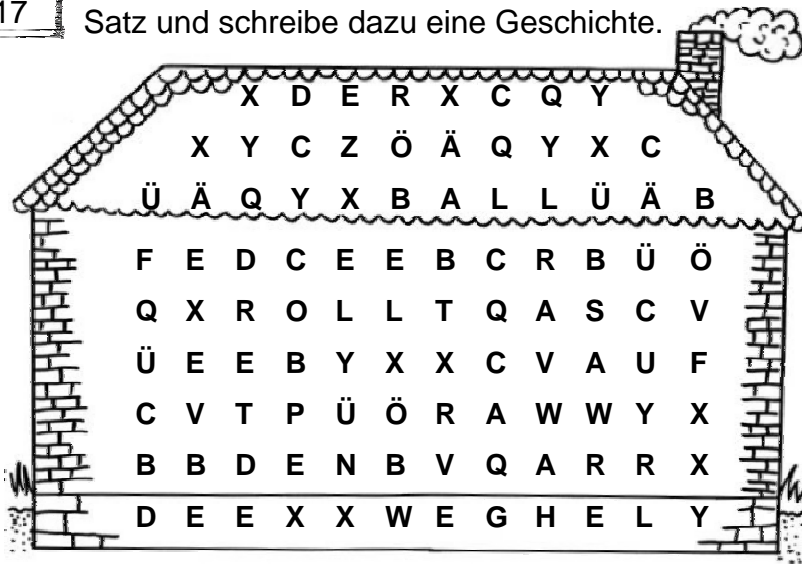 17
Satz und schreibe dazu eine Geschichte.
X D E R X C Q Y
X Y C Z Ö Ä Q Y X C
Ü Ä Q Y X B A L L Ü Ä B
F E D C E E B C R B Ü Ö
Q X R O L L T Q A S C V
Ü E E B Y X X C V A U F
C V T P Ü Ö R A W W Y X
B B D E N B V Q A R R X
D E E X X W E G H E L Y